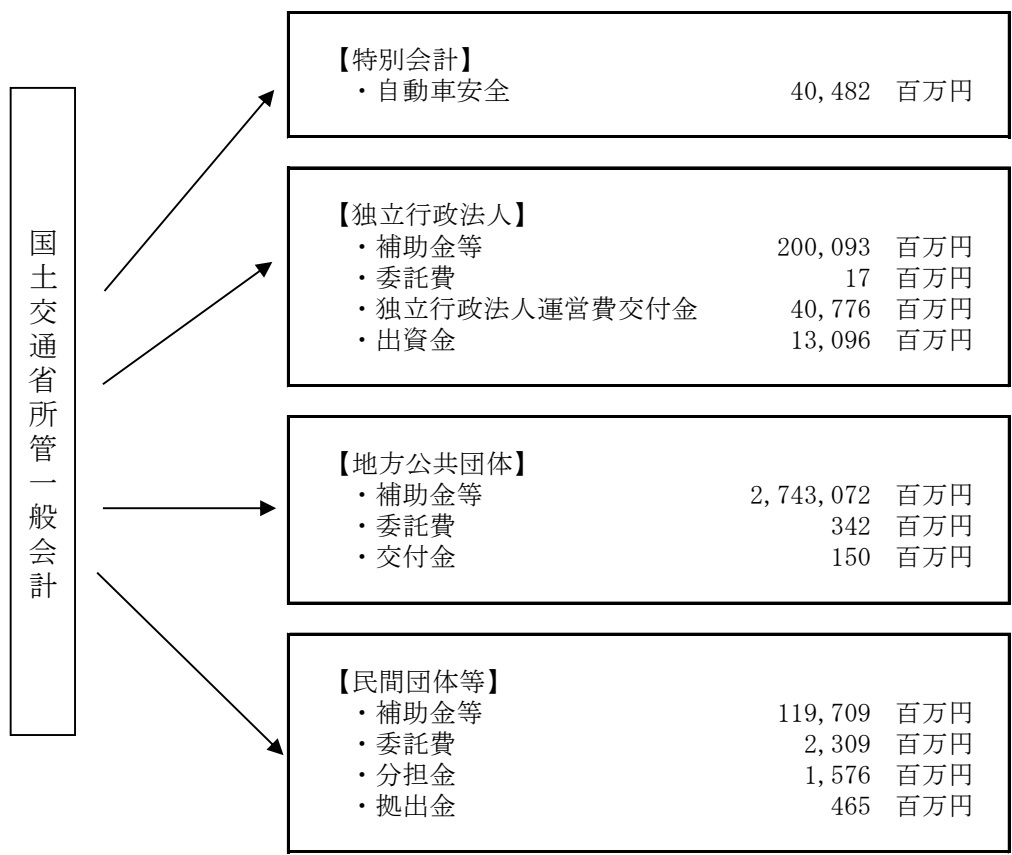 国土交通省所管一般会計
【特別会計】
・自動車安全 40,482 百万円
【独立行政法人】
・補助金等 200,093 百万円
・委託費 17 百万円
・独立行政法人運営費交付金 40,776 百万円
・出資金 13,096 百万円
【地方公共団体】
・補助金等 2,743,072 百万円
・委託費 342 百万円
・交付金 150 百万円
【民間団体等】
・補助金等 119,709 百万円
・委託費 2,309 百万円
・分担金 1,576 百万円
・拠出金 465 百万円